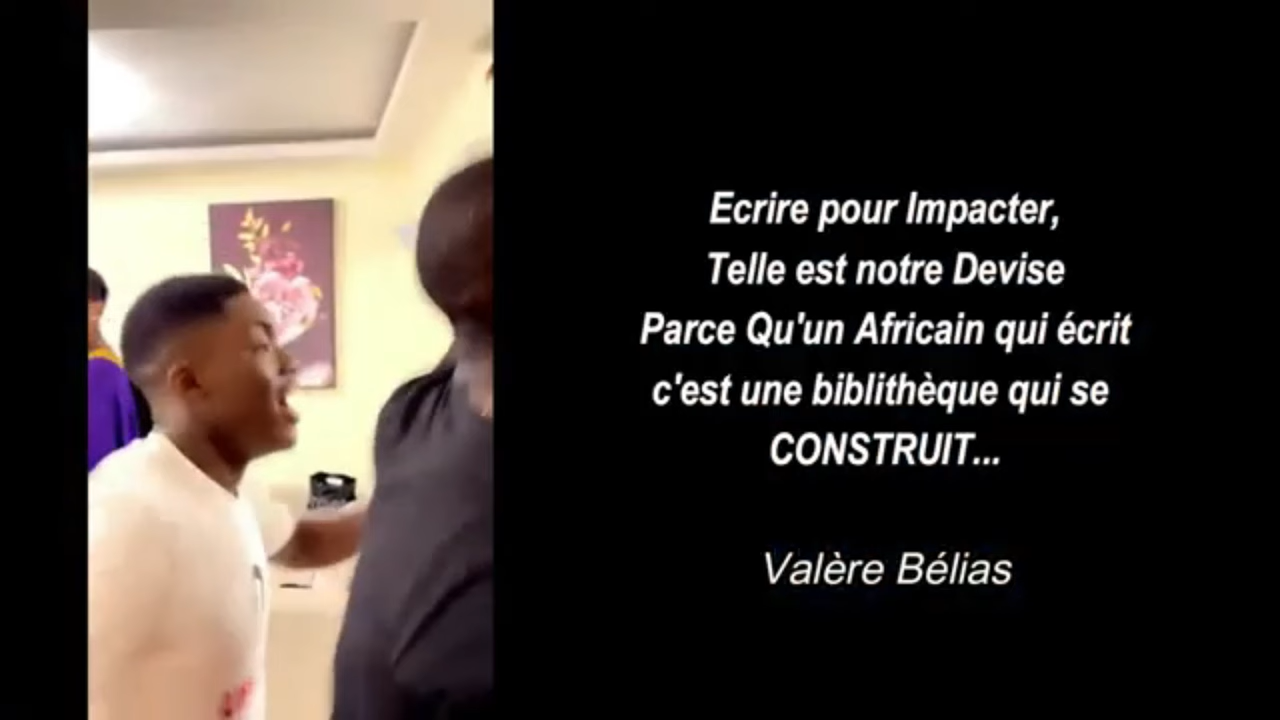 Ecrire pour Impacter,
Telle est notre Devise
Parce Qu'un Africain qui écrit
c'est une biblithèque qui se
CONSTRUIT...
Valère Bélias